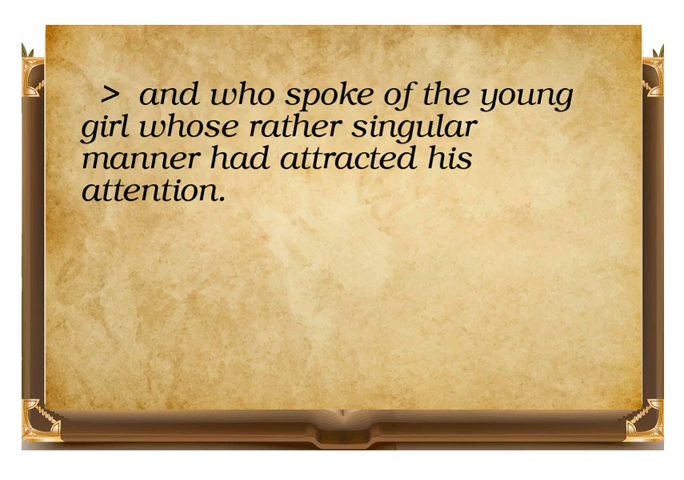 > and who spoke of the young
girl whose rather singular
manner had attracted his
attention.